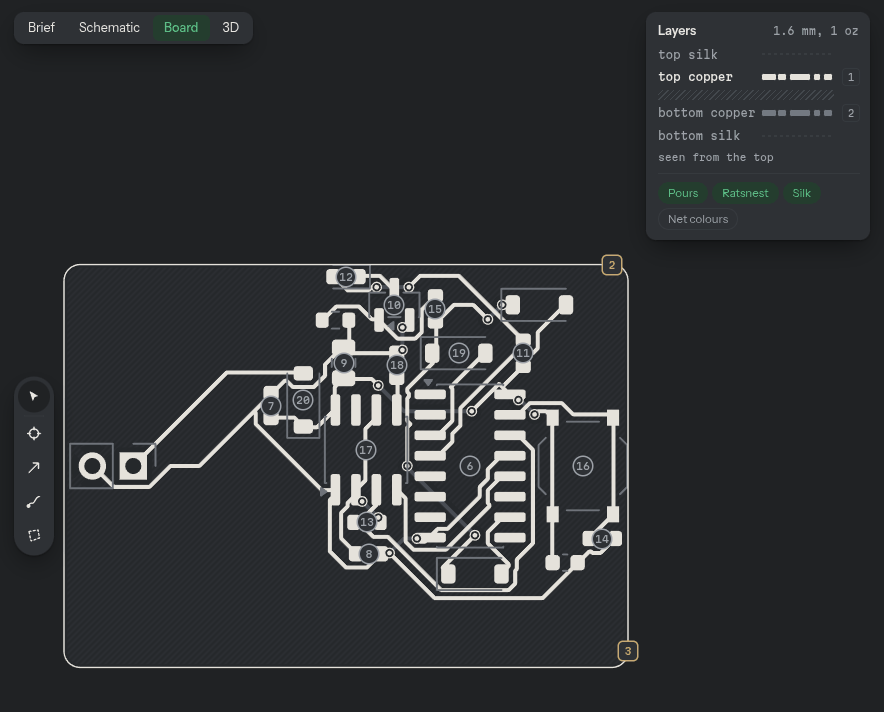 Brief Schematic Board 3D
Layers 1.6 mm, 1 oz
top silk
top copper 1
bottom copper 2
bottom silk
seen from the top
Pours Ratsnest Silk
Net colours
2
12
10
15
19
11
9
18
20
7
17
6
16
13
14
8
3